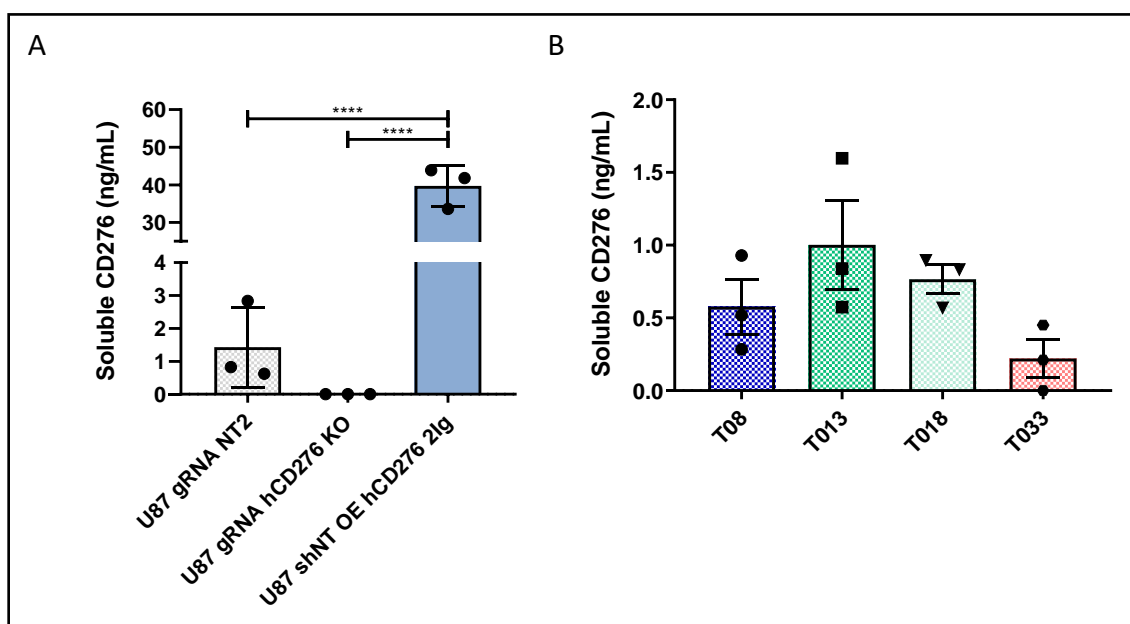 A
B
Soluble CD276 (ng/mL)
60
50
40
30
4
3
2
1
0
****
****
U87 gRNA NT2
U87 gRNA hCD276 KO
U87 shNT OE hCD276 2Ig
Soluble CD276 (ng/mL)
2.0
1.5
1.0
0.5
0.0
T08
T013
T018
T033